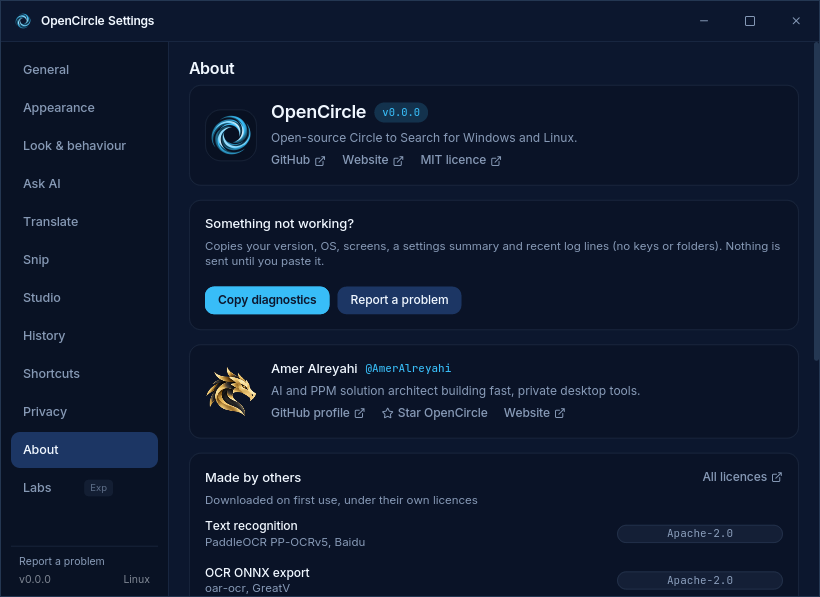 OpenCircle Settings
General
Appearance
Look & behaviour
Ask AI
Translate
Snip
Studio
History
Shortcuts
Privacy
About
Labs Exp
Report a problem
v0.0.0 Linux
About
OpenCircle v0.0.0
Open-source Circle to Search for Windows and Linux.
GitHub Website MIT licence
Something not working?
Copies your version, OS, screens, a settings summary and recent log lines (no keys or folders). Nothing is
sent until you paste it.
Copy diagnostics Report a problem
Amer Alreyahi @AmerAlreyahi
AI and PPM solution architect building fast, private desktop tools.
GitHub profile Star OpenCircle Website
Made by others All licences
Downloaded on first use, under their own licences
Text recognition
PaddleOCR PP-OCRv5, Baidu
Apache-2.0
OCR ONNX export
oar-ocr, GreatV
Apache-2.0